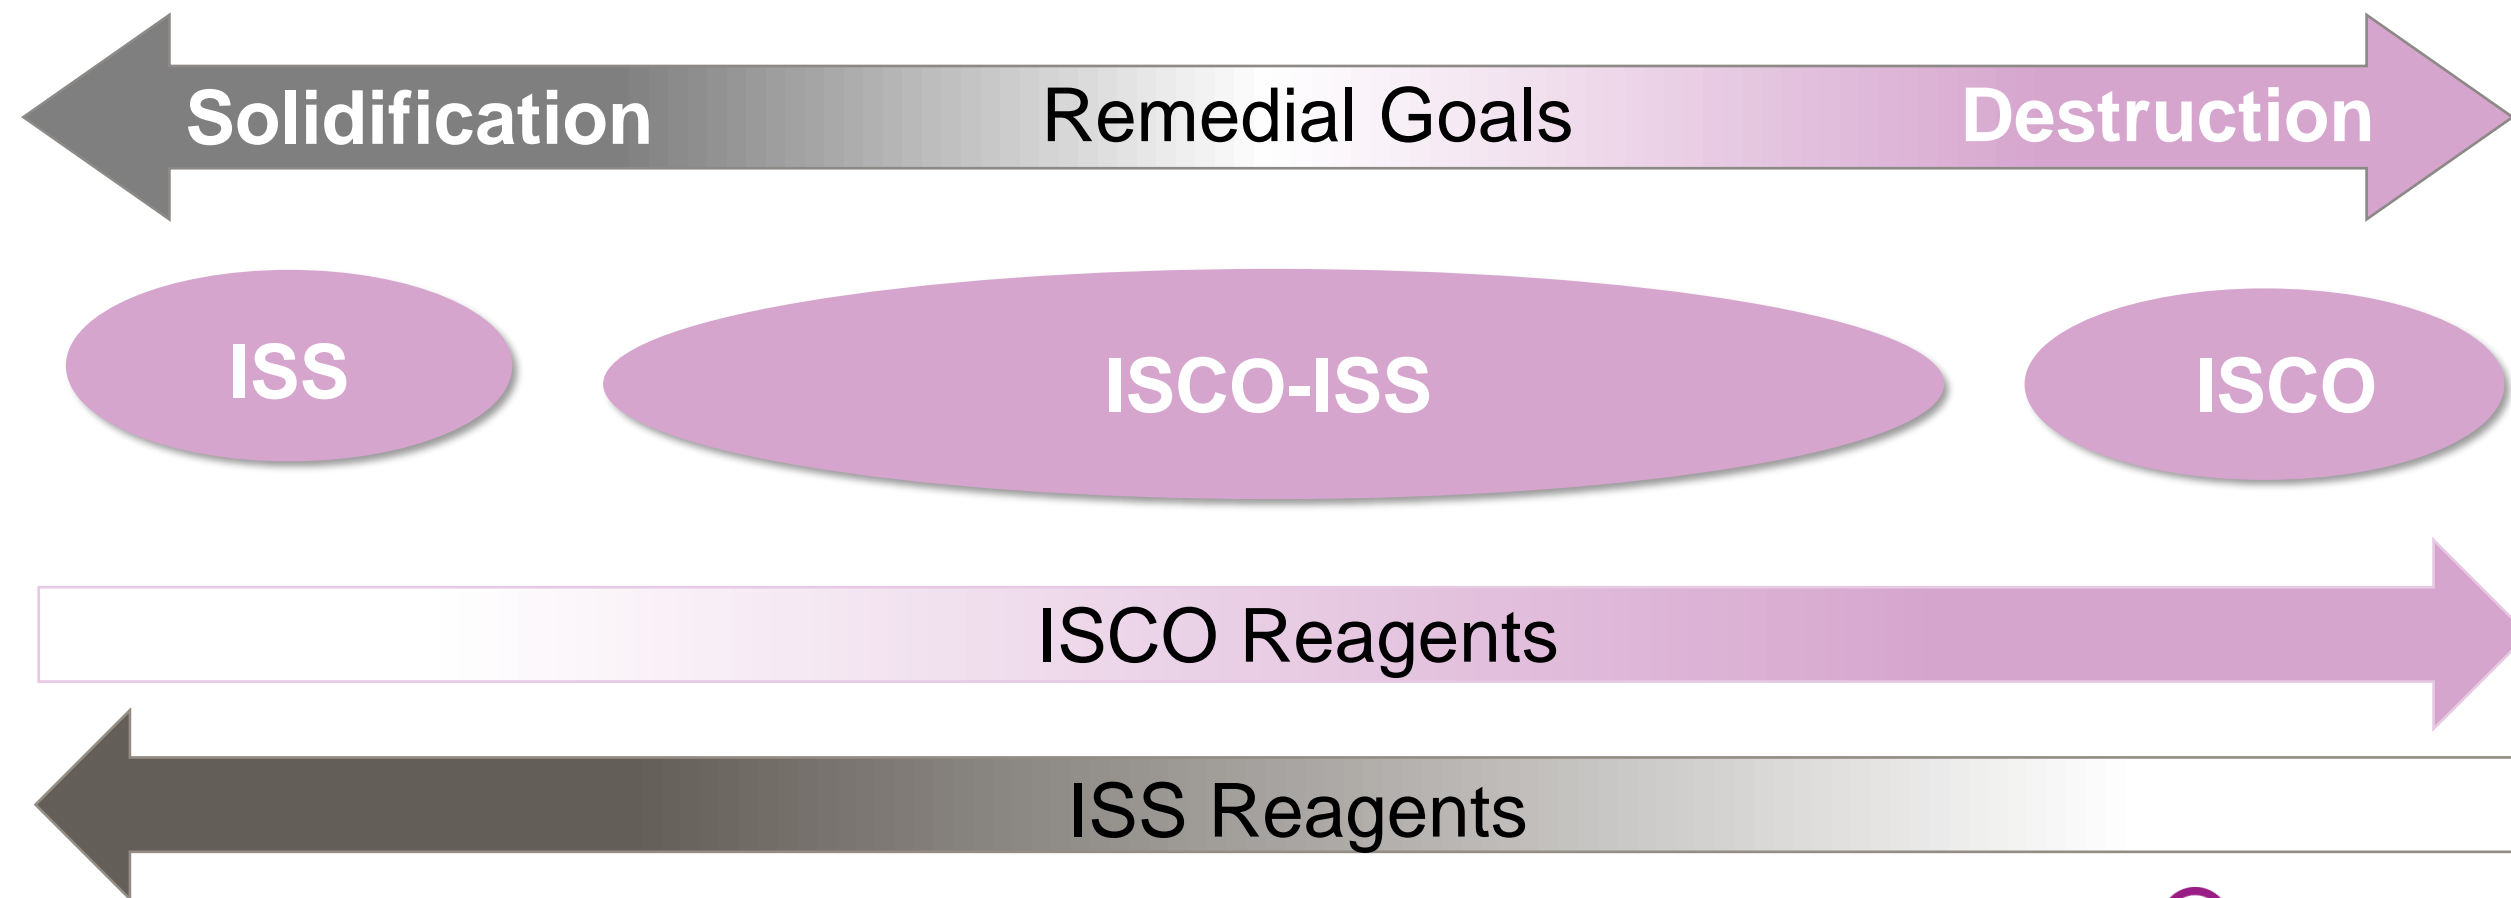 Solidification Remedial Goals Destruction
ISS ISCO-ISS ISCO
ISCO Reagents
ISS Reagents